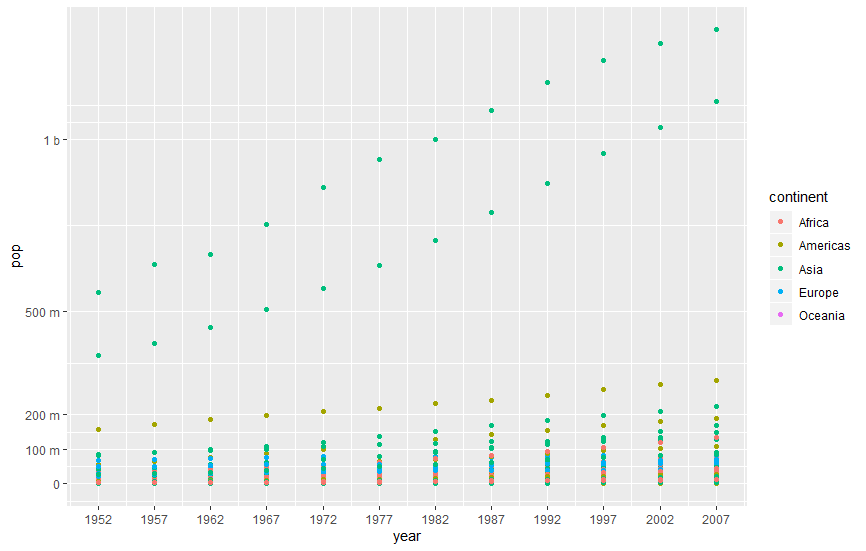 pop
1 b
500 m
200 m
100 m
0
1952 1957 1962 1967 1972 1977 1982 1987 1992 1997 2002 2007
year
continent
Africa
Americas
Asia
Europe
Oceania